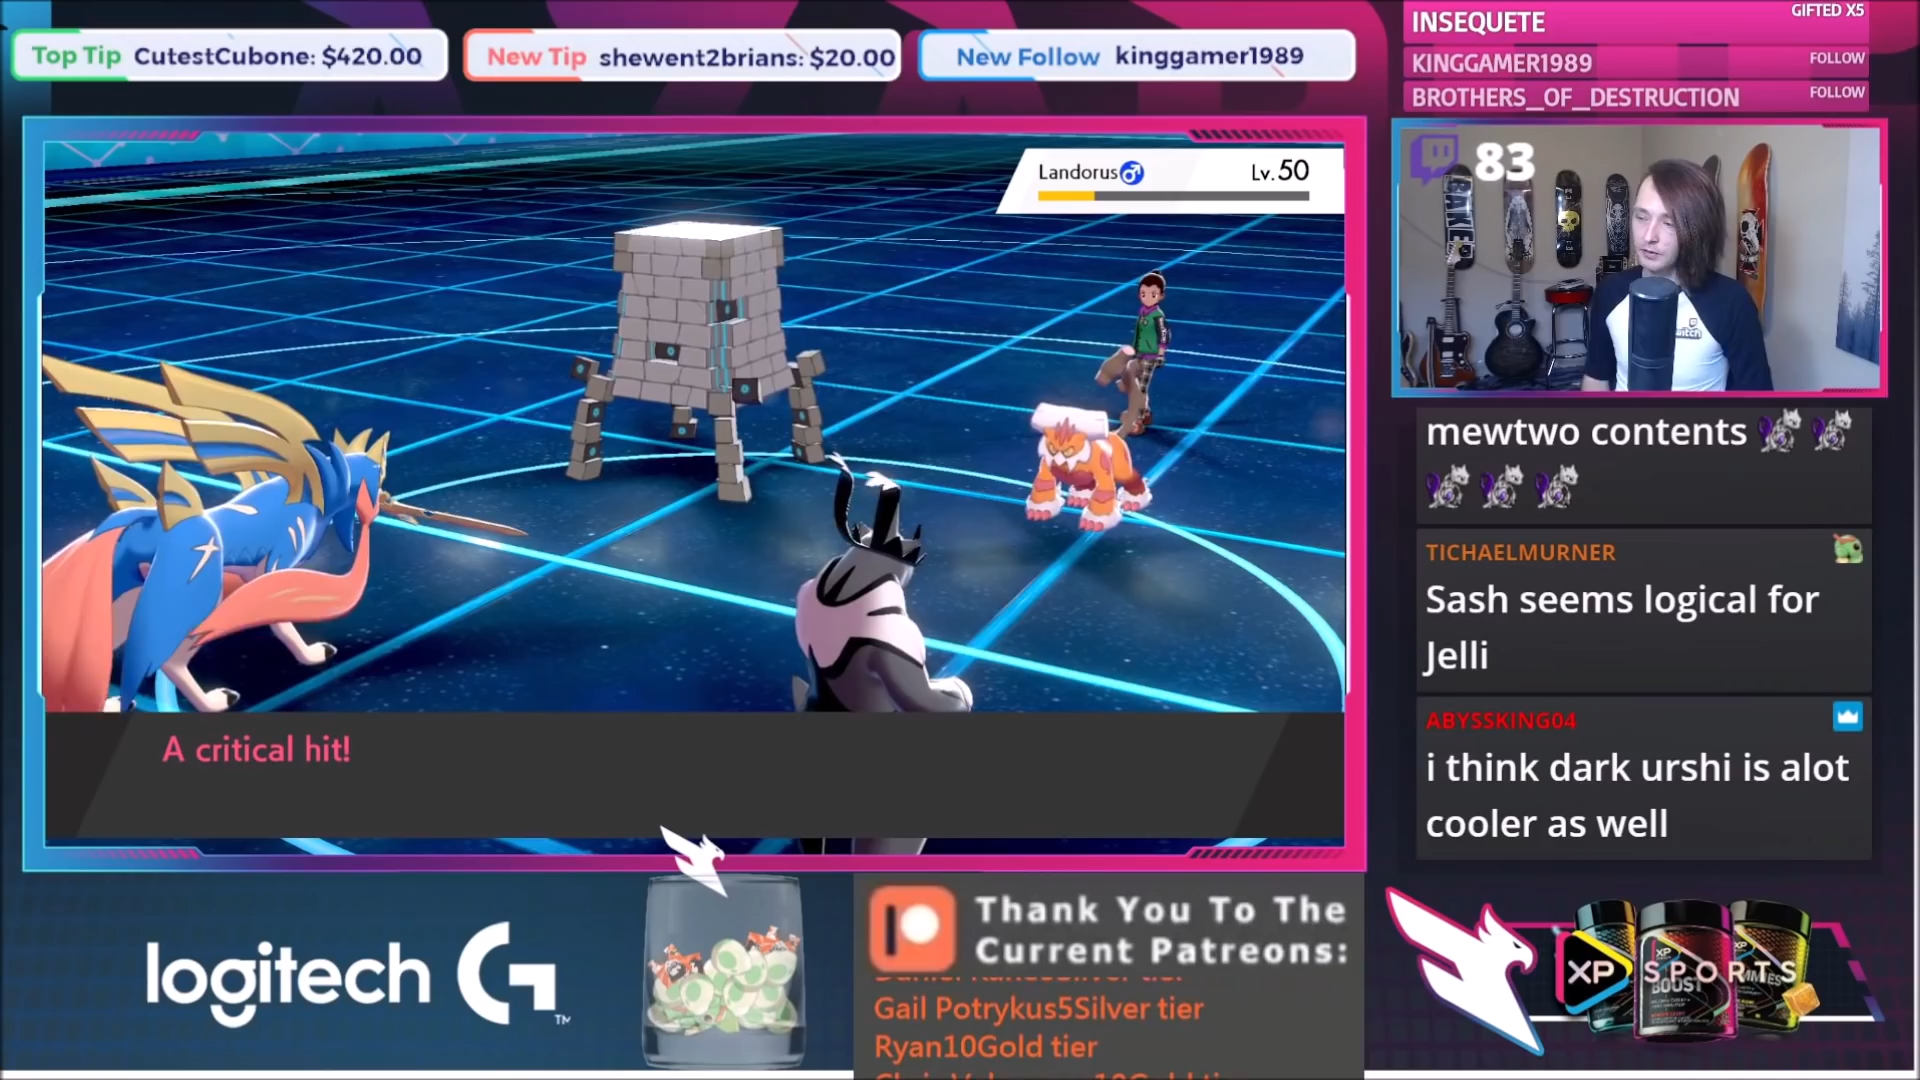 Top Tip CutestCubone: $420.00
New Tip shewent2brians: $20.00
New Follow kinggamer1989
INSEQUETE GIFTED X5
KINGGAMER1989 FOLLOW
BROTHERS_OF_DESTRUCTION FOLLOW
Landorus Lv.50
83
mewtwo contents
TICHAELMURNER
Sash seems logical for
Jelli
ABYSSKING04
i think dark urshi is alot
cooler as well
A critical hit!
logitech G TM
Thank You To The
Current Patreons:
Gail Potrykus5Silver tier
Ryan10Gold tier
XP SPORTS
BOOST